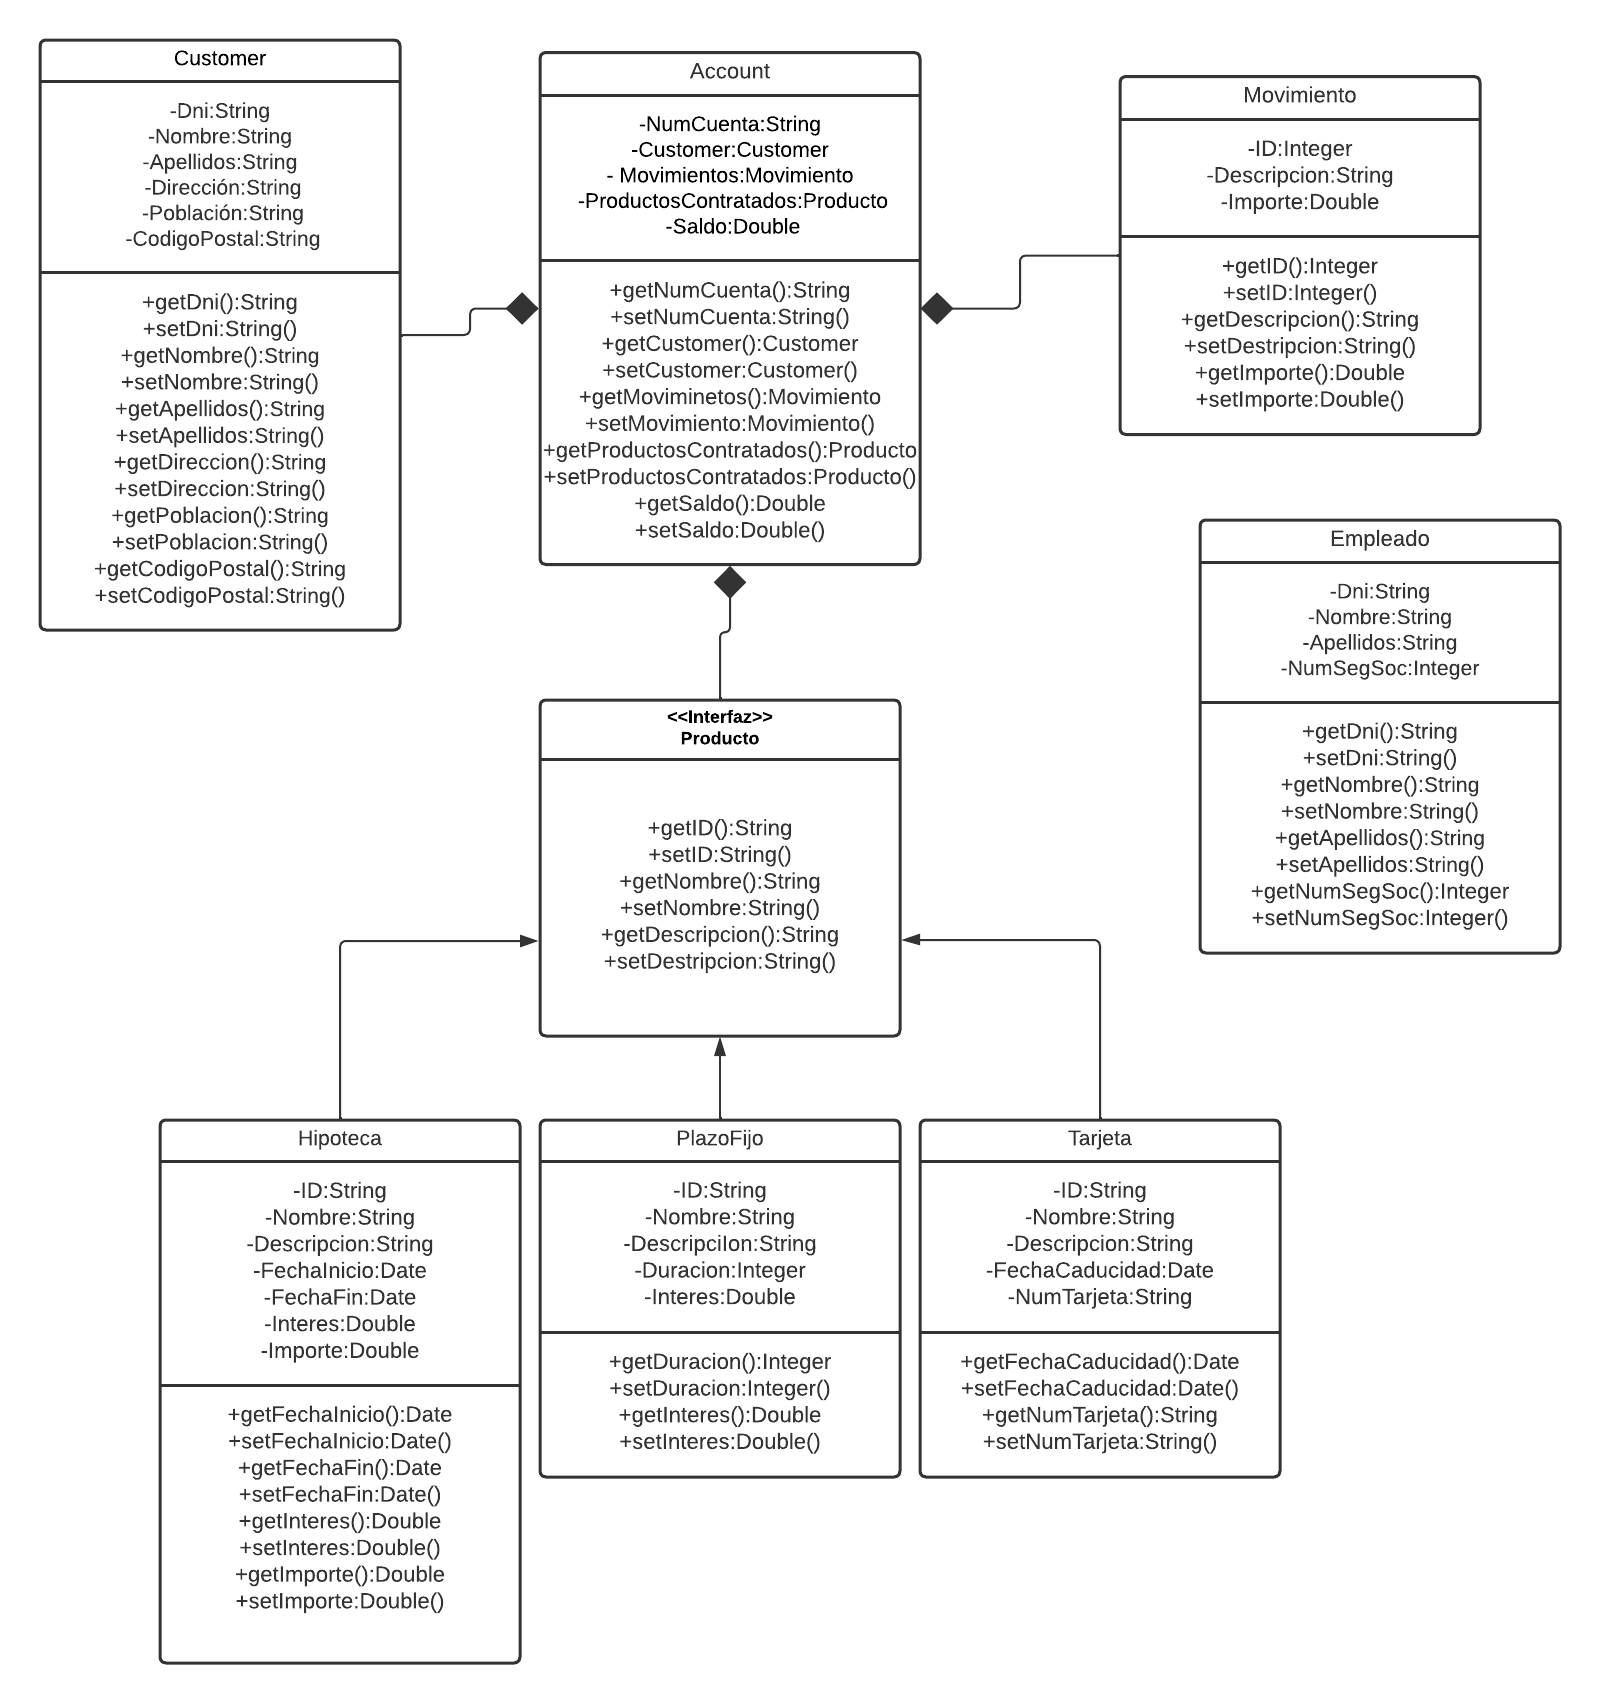 Customer
-Dni:String
-Nombre:String
-Apellidos:String
-Dirección:String
-Población:String
-CodigoPostal:String
+getDni():String
+setDni:String()
+getNombre():String
+setNombre:String()
+getApellidos():String
+setApellidos:String()
+getDireccion():String
+setDireccion:String()
+getPoblacion():String
+setPoblacion:String()
+getCodigoPostal():String
+setCodigoPostal:String()
Account
-NumCuenta:String
-Customer:Customer
- Movimientos:Movimiento
-ProductosContratados:Producto
-Saldo:Double
+getNumCuenta():String
+setNumCuenta:String()
+getCustomer():Customer
+setCustomer:Customer()
+getMoviminetos():Movimiento
+setMovimiento:Movimiento()
+getProductosContratados():Producto
+setProductosContratados:Producto()
+getSaldo():Double
+setSaldo:Double()
Movimiento
-ID:Integer
-Descripcion:String
-Importe:Double
+getID():Integer
+setID:Integer()
+getDescripcion():String
+setDestripcion:String()
+getImporte():Double
+setImporte:Double()
Empleado
-Dni:String
-Nombre:String
-Apellidos:String
-NumSegSoc:Integer
+getDni():String
+setDni:String()
+getNombre():String
+setNombre:String()
+getApellidos():String
+setApellidos:String()
+getNumSegSoc():Integer
+setNumSegSoc:Integer()
<<Interfaz>>
Producto
+getID():String
+setID:String()
+getNombre():String
+setNombre:String()
+getDescripcion():String
+setDestripcion:String()
Hipoteca
-ID:String
-Nombre:String
-Descripcion:String
-FechaInicio:Date
-FechaFin:Date
-Interes:Double
-Importe:Double
+getFechaInicio():Date
+setFechaInicio:Date()
+getFechaFin():Date
+setFechaFin:Date()
+getInteres():Double
+setInteres:Double()
+getImporte():Double
+setImporte:Double()
PlazoFijo
-ID:String
-Nombre:String
-DescripciIon:String
-Duracion:Integer
-Interes:Double
+getDuracion():Integer
+setDuracion:Integer()
+getInteres():Double
+setInteres:Double()
Tarjeta
-ID:String
-Nombre:String
-Descripcion:String
-FechaCaducidad:Date
-NumTarjeta:String
+getFechaCaducidad():Date
+setFechaCaducidad:Date()
+getNumTarjeta():String
+setNumTarjeta:String()